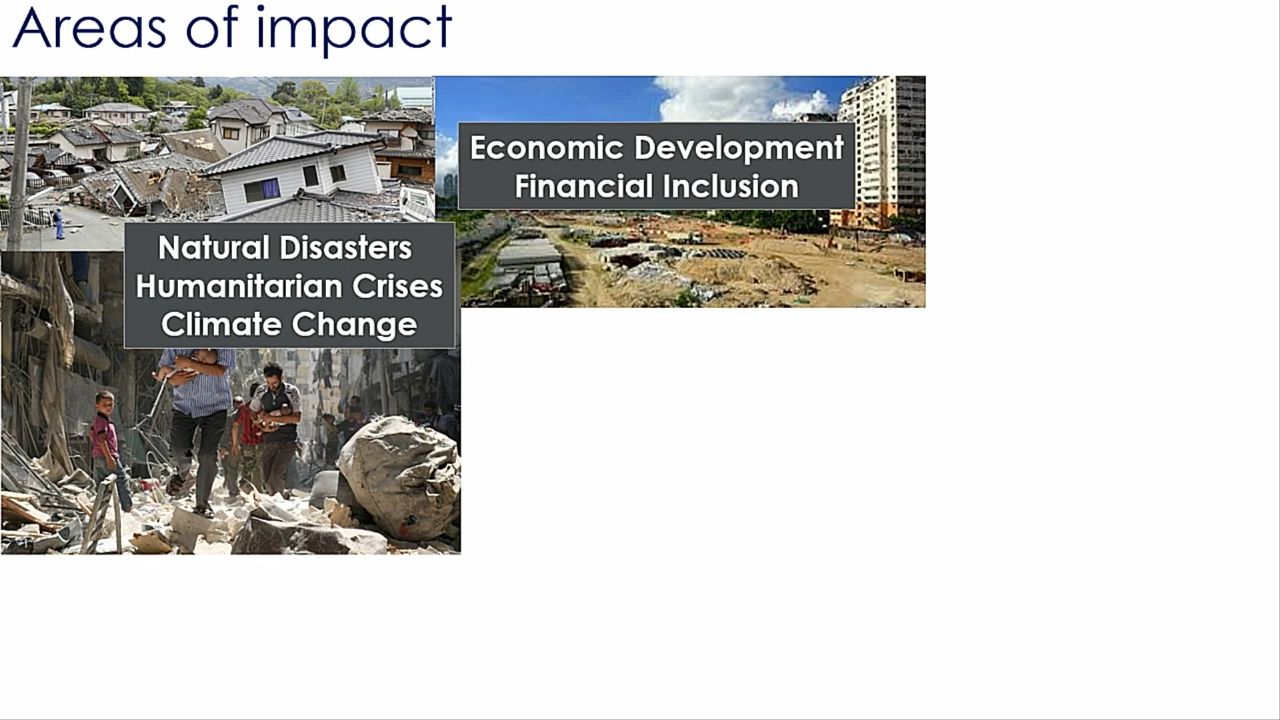 Areas of impact
Economic Development
Financial Inclusion
Natural Disasters
Humanitarian Crises
Climate Change